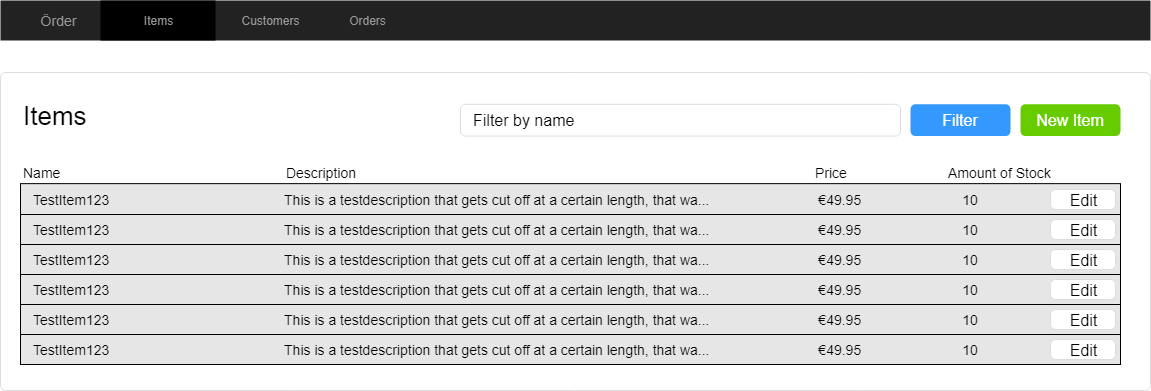 Örder Items Customers Orders
Items Filter by name Filter New Item
Name Description Price Amount of Stock
TestItem123 This is a testdescription that gets cut off at a certain length, that wa... €49.95 10 Edit
TestItem123 This is a testdescription that gets cut off at a certain length, that wa... €49.95 10 Edit
TestItem123 This is a testdescription that gets cut off at a certain length, that wa... €49.95 10 Edit
TestItem123 This is a testdescription that gets cut off at a certain length, that wa... €49.95 10 Edit
TestItem123 This is a testdescription that gets cut off at a certain length, that wa... €49.95 10 Edit
TestItem123 This is a testdescription that gets cut off at a certain length, that wa... €49.95 10 Edit